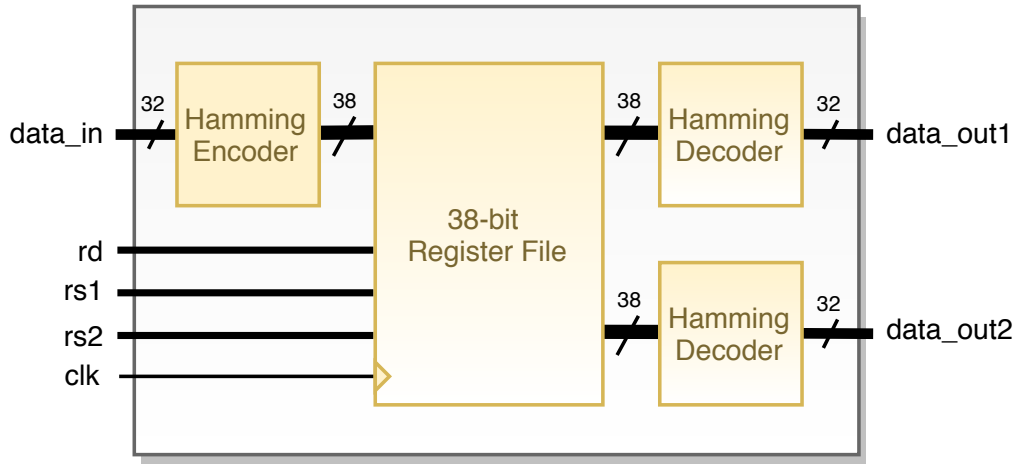 32
38
38
32
data_in
Hamming
Encoder
Hamming
Decoder
data_out1
38-bit
Register File
rd
rs1
rs2
clk
38
32
Hamming
Decoder
data_out2